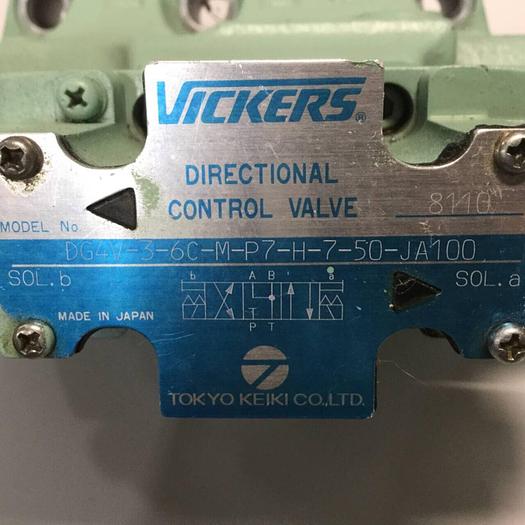 VICKERS®
DIRECTIONAL
CONTROL VALVE
8110
MODEL No.
DG4V-3-6C-M-P7-H-7-50-JA100
SOL.b
SOL.a
b A B a
T
P T
MADE IN JAPAN
TOKYO KEIKI CO.,LTD.